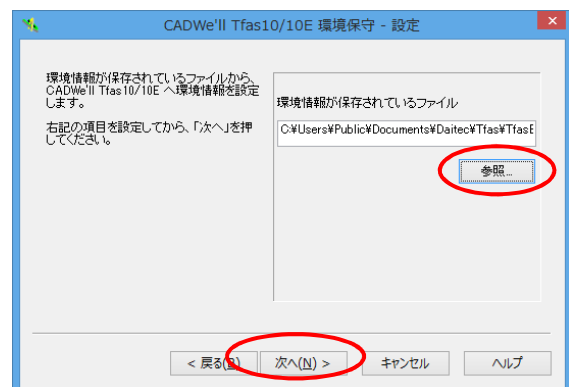 CADWe'll Tfas10/10E 環境保守 - 設定
環境情報が保存されているファイルから、
CADWe'll Tfas10/10E へ環境情報を設定
します。
右記の項目を設定してから、「次へ」を押
してください。
環境情報が保存されているファイル
C:¥Users¥Public¥Documents¥Daitec¥Tfas¥TfasE
参照...
< 戻る(B)
次へ(N) >
キャンセル
ヘルプ